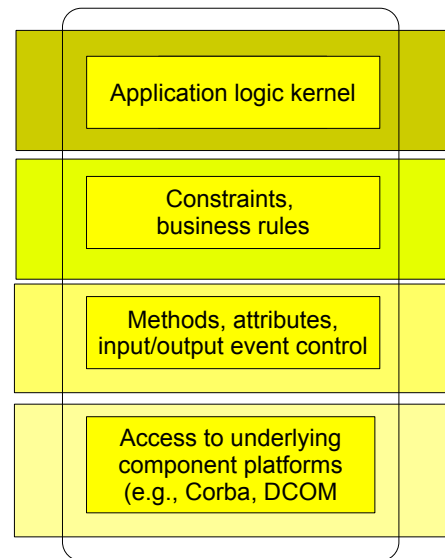 Application logic kernel
Constraints,
business rules
Methods, attributes,
input/output event control
Access to underlying
component platforms
(e.g., Corba, DCOM